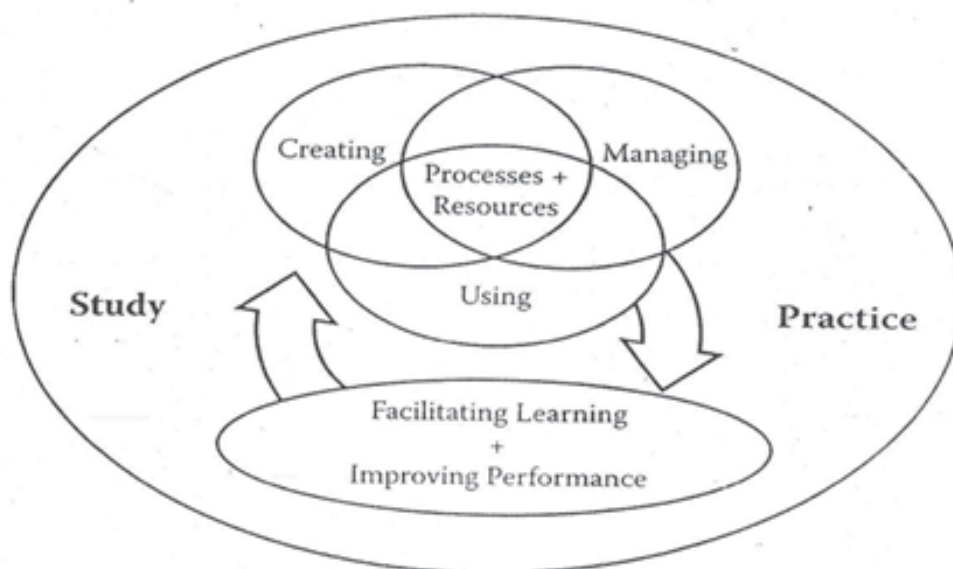 Creating
Managing
Processes +
Resources
Using
Study
Practice
Facilitating Learning
+
Improving Performance